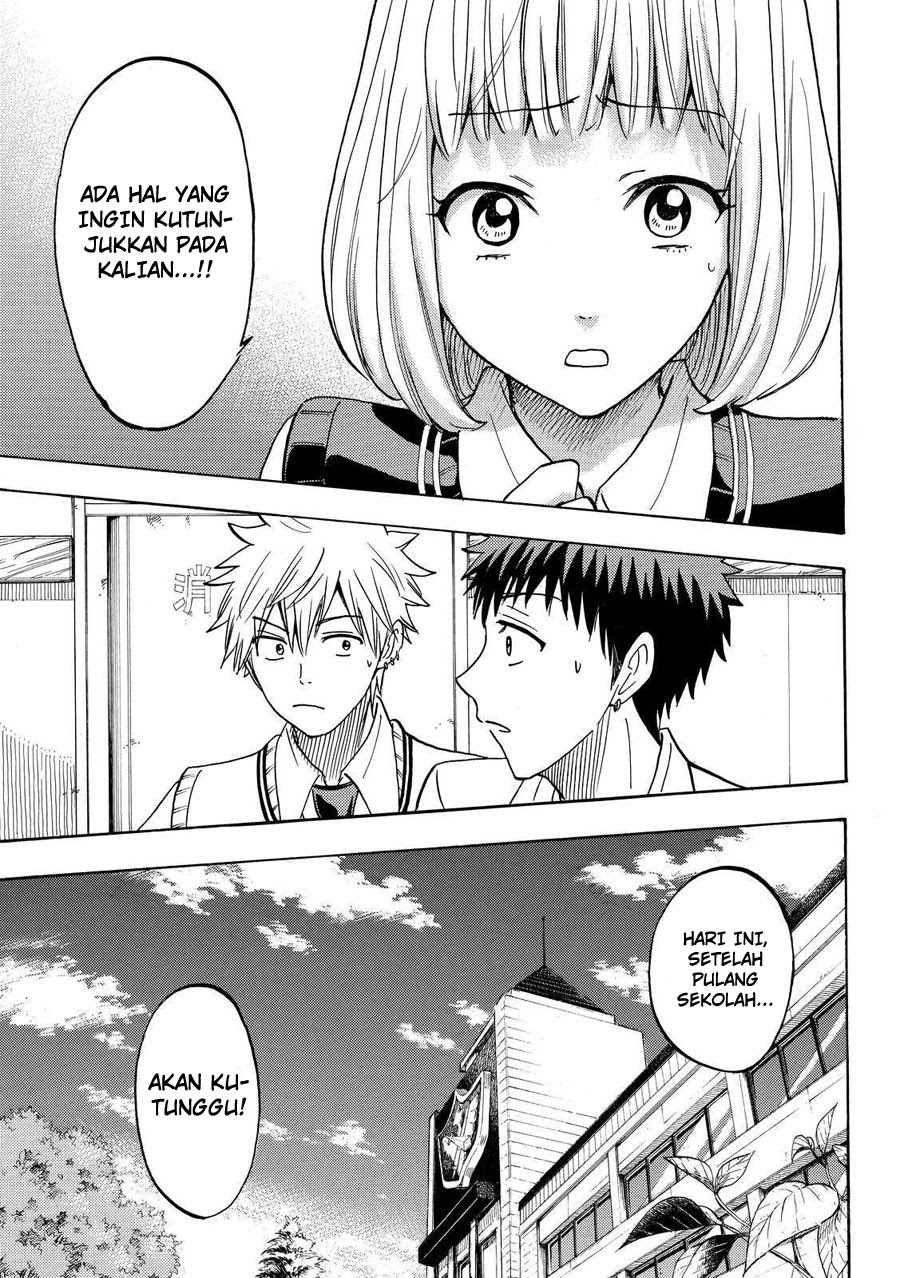 ADA HAL YANG
INGIN KUTUN-
JUKKAN PADA
KALIAN...!!
消
HARI INI,
SETELAH
PULANG
SEKOLAH...
AKAN KU-
TUNGGU!